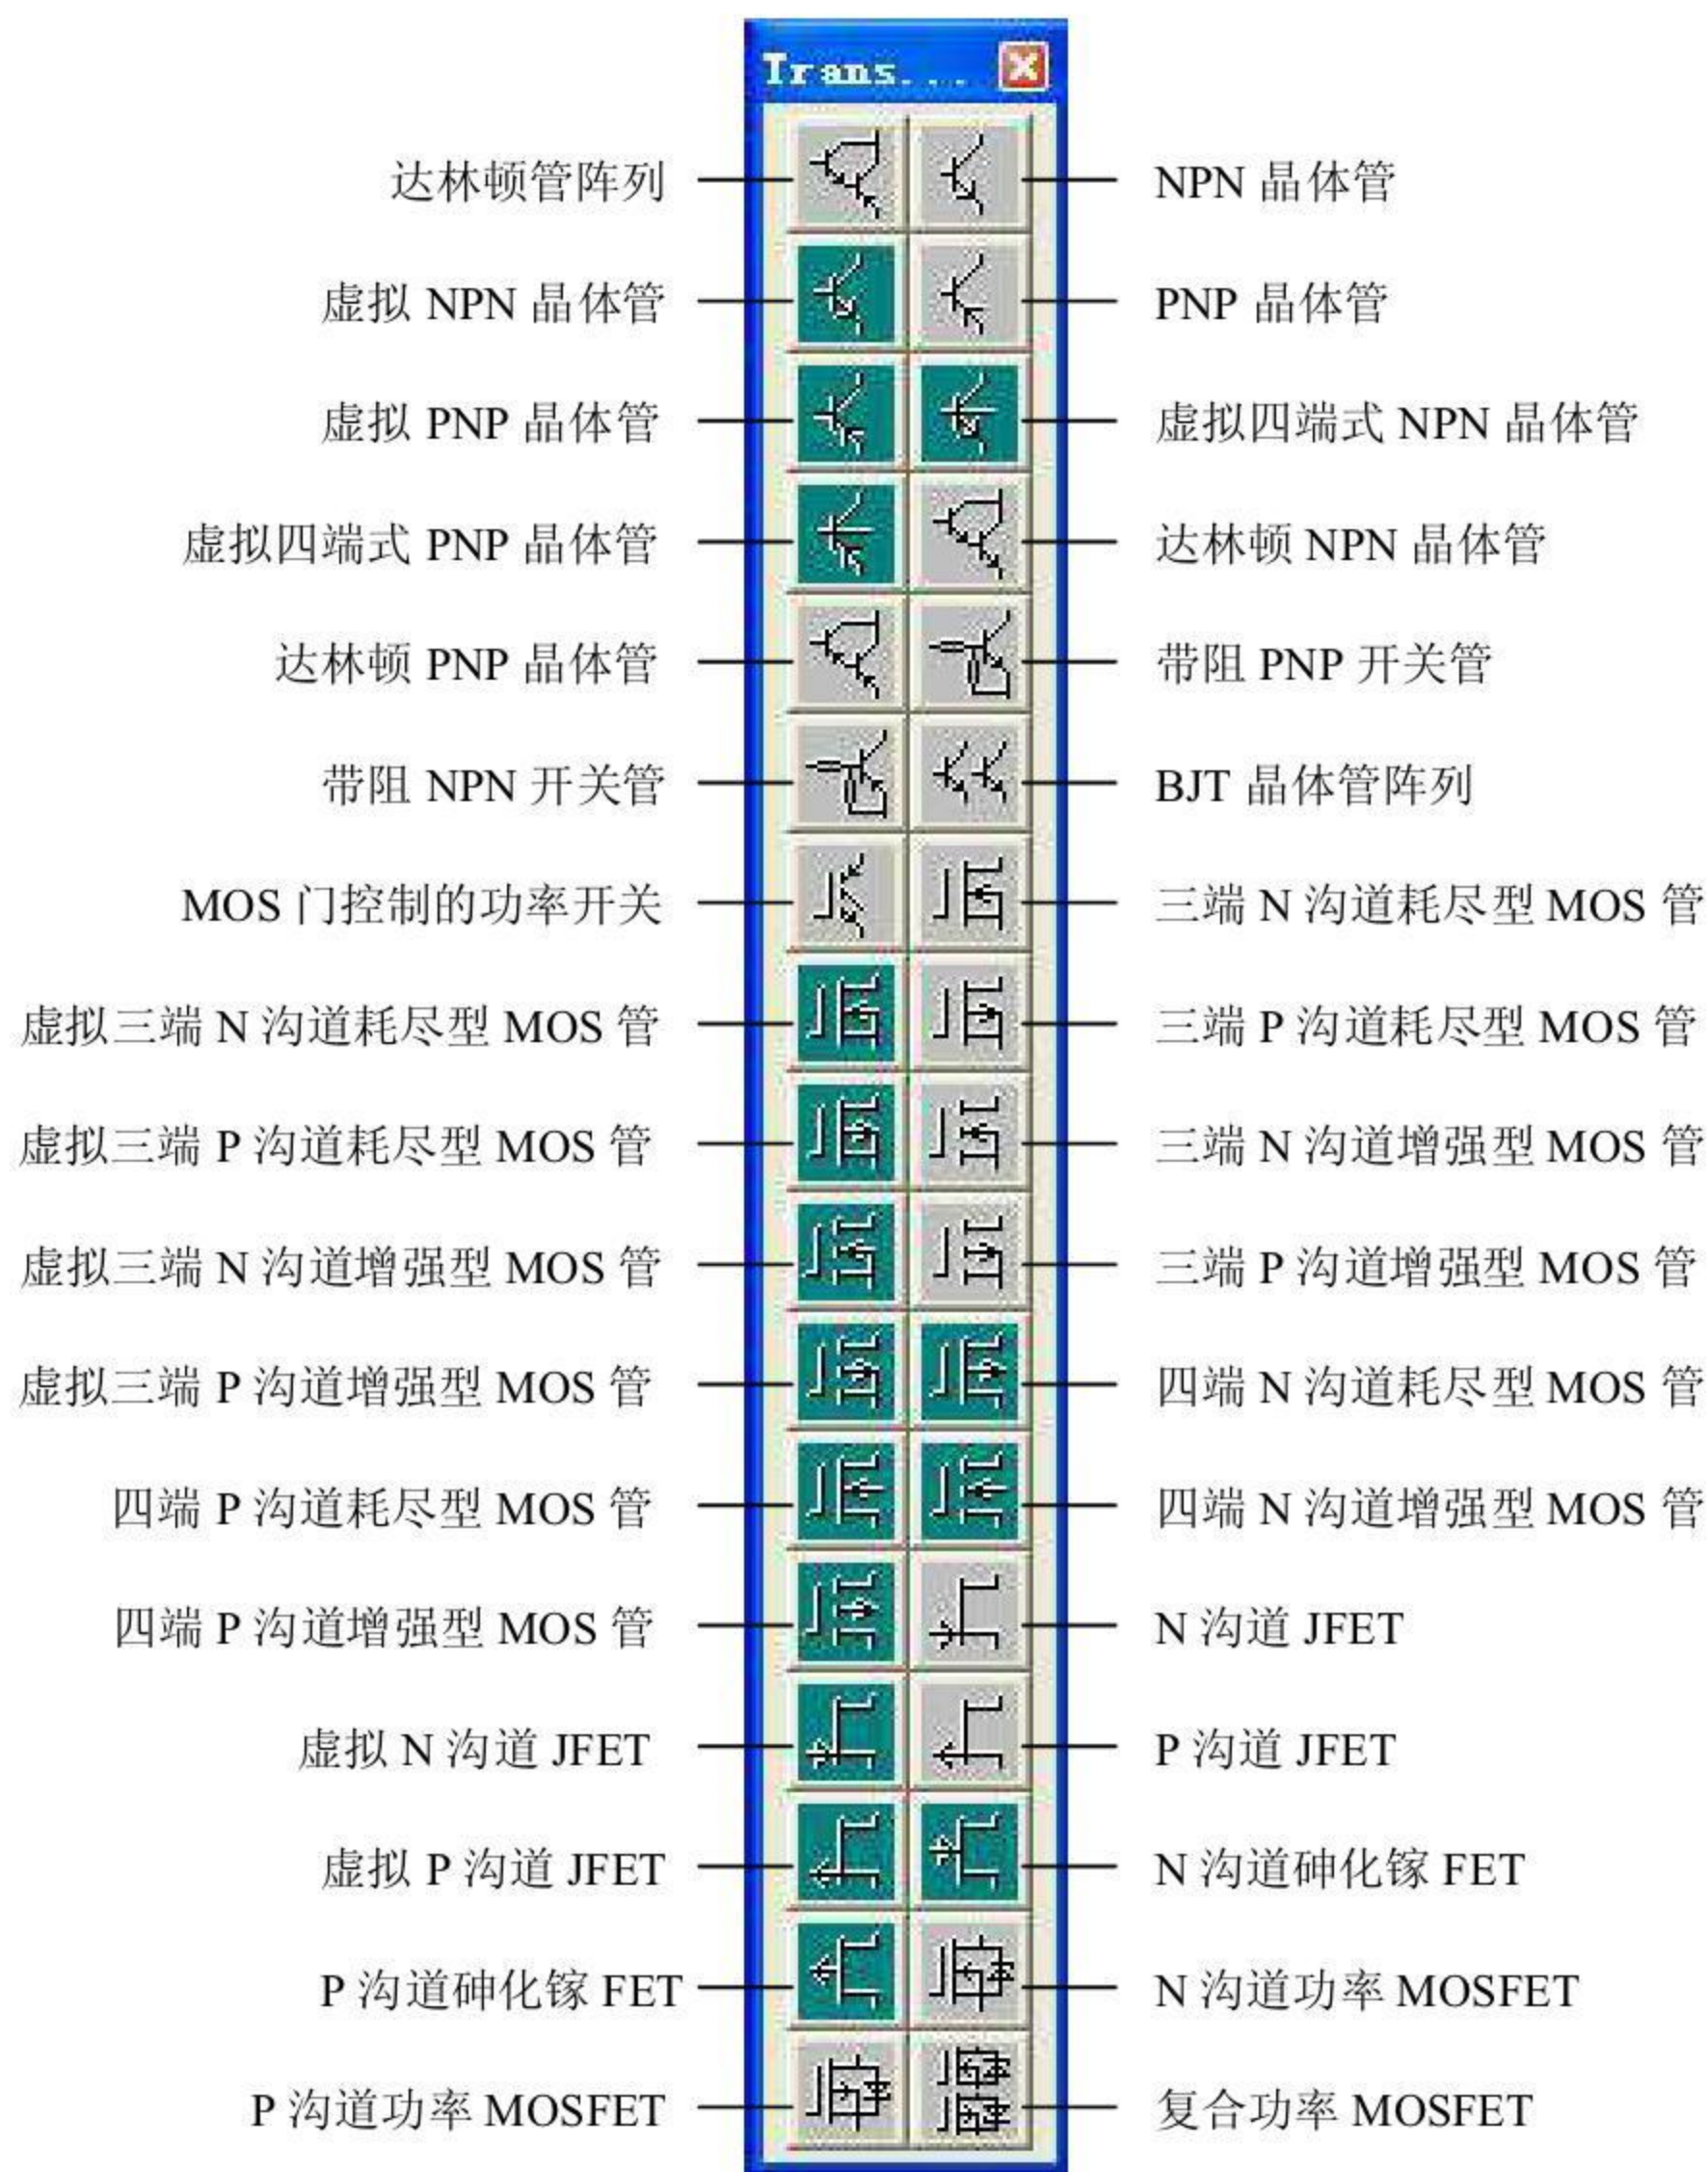 Trans...
达林顿管阵列 NPN 晶体管
虚拟 NPN 晶体管 PNP 晶体管
虚拟 PNP 晶体管 虚拟四端式 NPN 晶体管
虚拟四端式 PNP 晶体管 达林顿 NPN 晶体管
达林顿 PNP 晶体管 带阻 PNP 开关管
带阻 NPN 开关管 BJT 晶体管阵列
MOS 门控制的功率开关 三端 N 沟道耗尽型 MOS 管
虚拟三端 N 沟道耗尽型 MOS 管 三端 P 沟道耗尽型 MOS 管
虚拟三端 P 沟道耗尽型 MOS 管 三端 N 沟道增强型 MOS 管
虚拟三端 N 沟道增强型 MOS 管 三端 P 沟道增强型 MOS 管
虚拟三端 P 沟道增强型 MOS 管 四端 N 沟道耗尽型 MOS 管
四端 P 沟道耗尽型 MOS 管 四端 N 沟道增强型 MOS 管
四端 P 沟道增强型 MOS 管 N 沟道 JFET
虚拟 N 沟道 JFET P 沟道 JFET
虚拟 P 沟道 JFET N 沟道砷化镓 FET
P 沟道砷化镓 FET N 沟道功率 MOSFET
P 沟道功率 MOSFET 复合功率 MOSFET